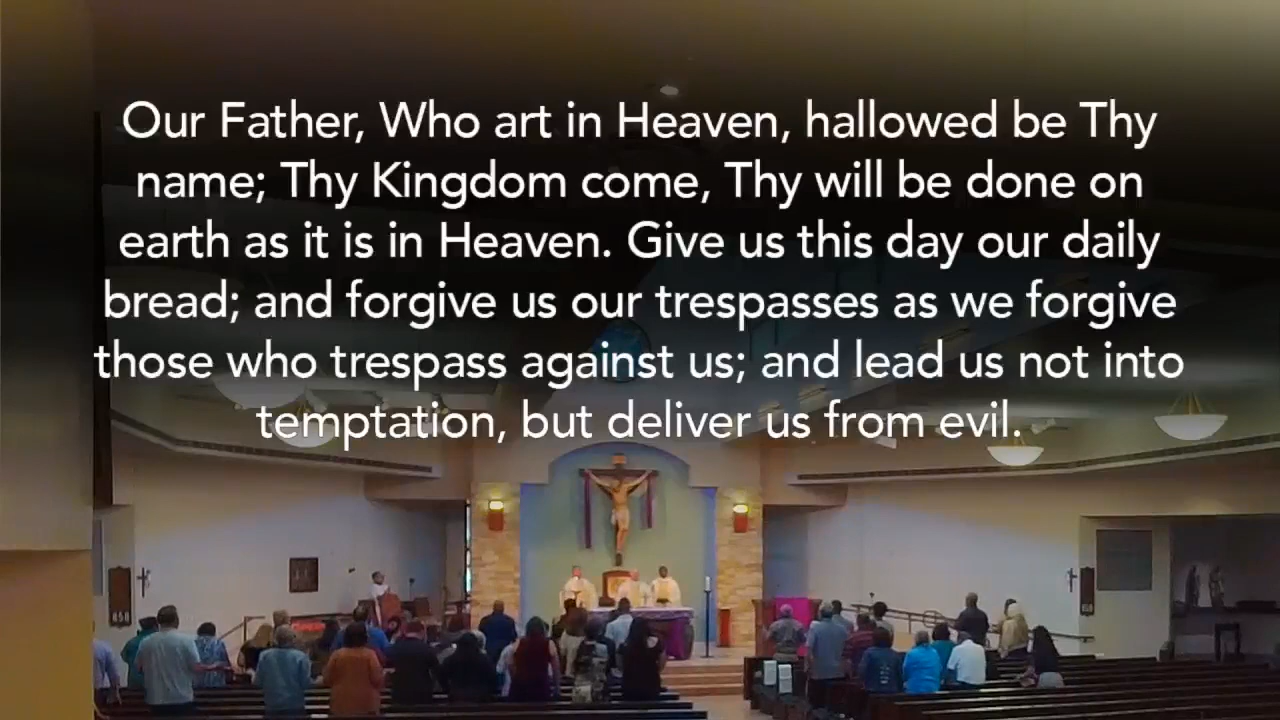 Our Father, Who art in Heaven, hallowed be Thy
name; Thy Kingdom come, Thy will be done on
earth as it is in Heaven. Give us this day our daily
bread; and forgive us our trespasses as we forgive
those who trespass against us; and lead us not into
temptation, but deliver us from evil.